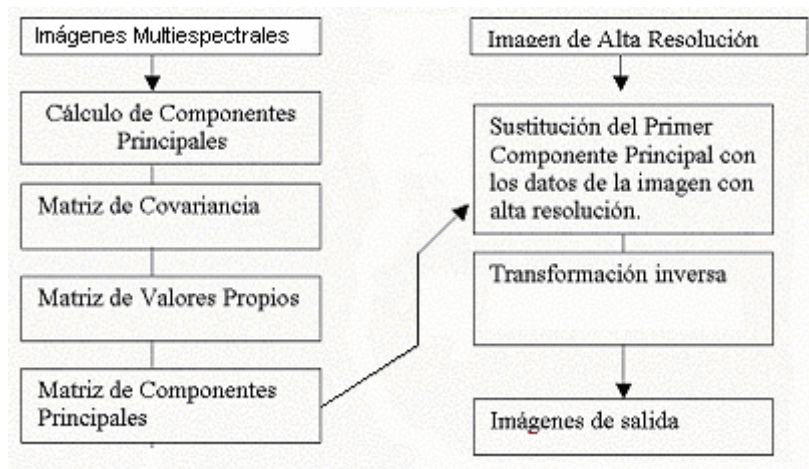 Imágenes Multiespectrales
Cálculo de Componentes
Principales
Matriz de Covariancia
Matriz de Valores Propios
Matriz de Componentes
Principales
Imagen de Alta Resolución
Sustitución del Primer
Componente Principal con
los datos de la imagen con
alta resolución.
Transformación inversa
Imágenes de salida